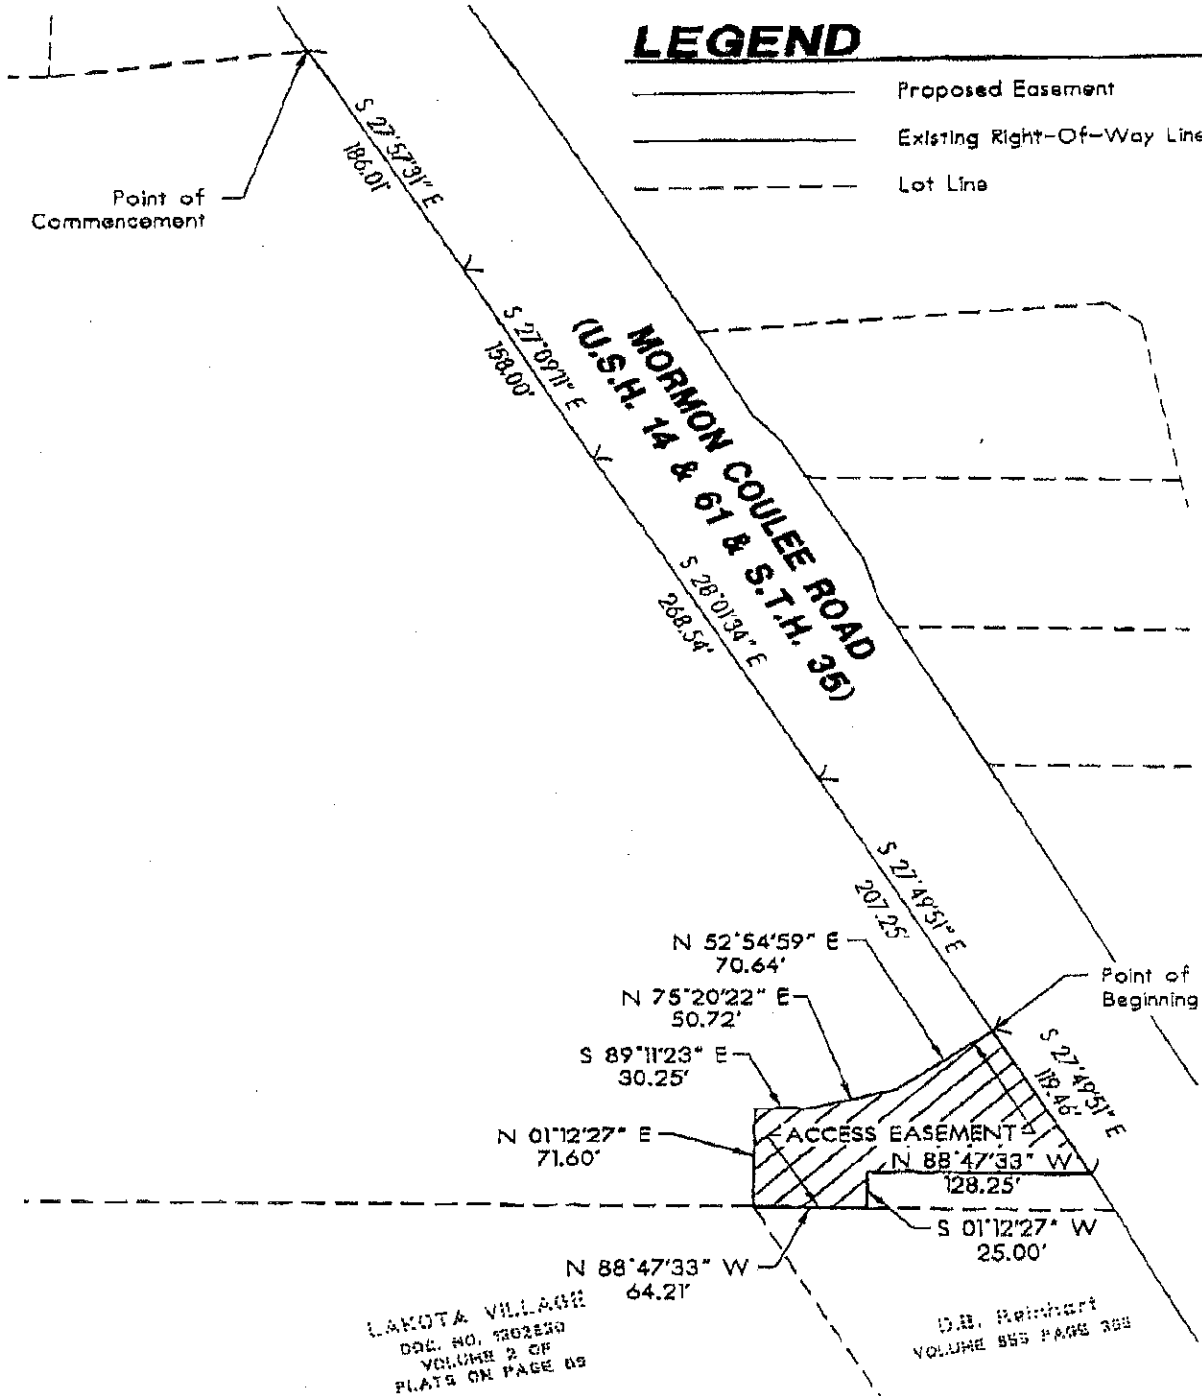 LEGEND
Proposed Easement
Existing Right-Of-Way Line
Lot Line
Point of
Commencement
S 27°57'31" E
186.01'
S 27°09'11" E
158.00'
MORMON COULEE ROAD
(U.S.H. 14 & 61 & S.T.H. 35)
S 28°01'34" E
268.54'
S 27°49'51" E
207.25'
N 52°54'59" E
70.64'
N 75°20'22" E
50.72'
S 89°11'23" E
30.25'
N 01°12'27" E
71.60'
Point of
Beginning
S 27°49'51" E
119.46'
ACCESS EASEMENT
N 88°47'33" W
128.25'
S 01°12'27" W
25.00'
N 88°47'33" W
64.21'
LAKOTA VILLAGE
DOC. NO.
VOLUME 2 OF
PLATS ON PAGE
D.B. Reinhart
VOLUME PAGE